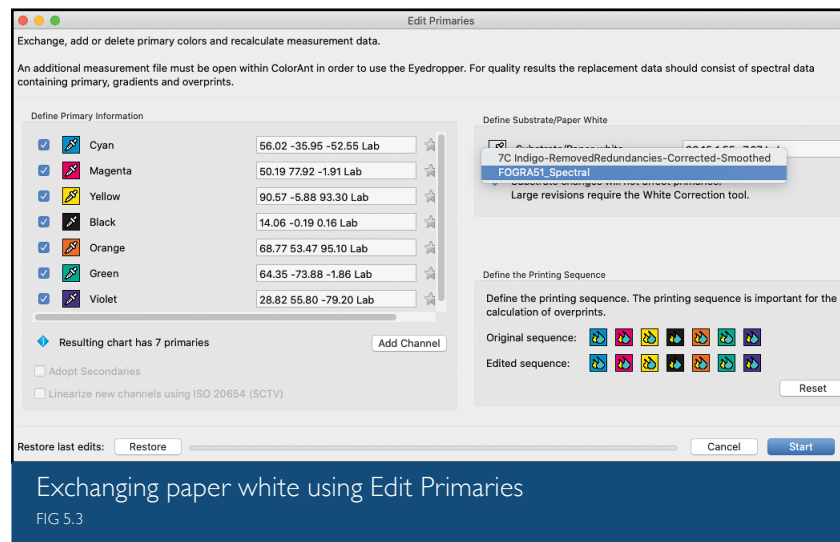 Edit Primaries
Exchange, add or delete primary colors and recalculate measurement data.
An additional measurement file must be open within ColorAnt in order to use the Eyedropper. For quality results the replacement data should consist of spectral data
containing primary, gradients and overprints.
Define Primary Information
Cyan 56.02 -35.95 -52.55 Lab
Magenta 50.19 77.92 -1.91 Lab
Yellow 90.57 -5.88 93.30 Lab
Black 14.06 -0.19 0.16 Lab
Orange 68.77 53.47 95.10 Lab
Green 64.35 -73.88 -1.86 Lab
Violet 28.82 55.80 -79.20 Lab
Resulting chart has 7 primaries
Add Channel
Adopt Secondaries
Linearize new channels using ISO 20654 (SCTV)
Define Substrate/Paper White
Substrate/Paper white
7C Indigo-RemovedRedundancies-Corrected-Smoothed
FOGRA51_Spectral
Substrate changes will not affect primaries.
Large revisions require the White Correction tool.
Define the Printing Sequence
Define the printing sequence. The printing sequence is important for the
calculation of overprints.
Original sequence:
Edited sequence:
Reset
Restore last edits: Restore
Cancel
Start
Exchanging paper white using Edit Primaries
FIG 5.3